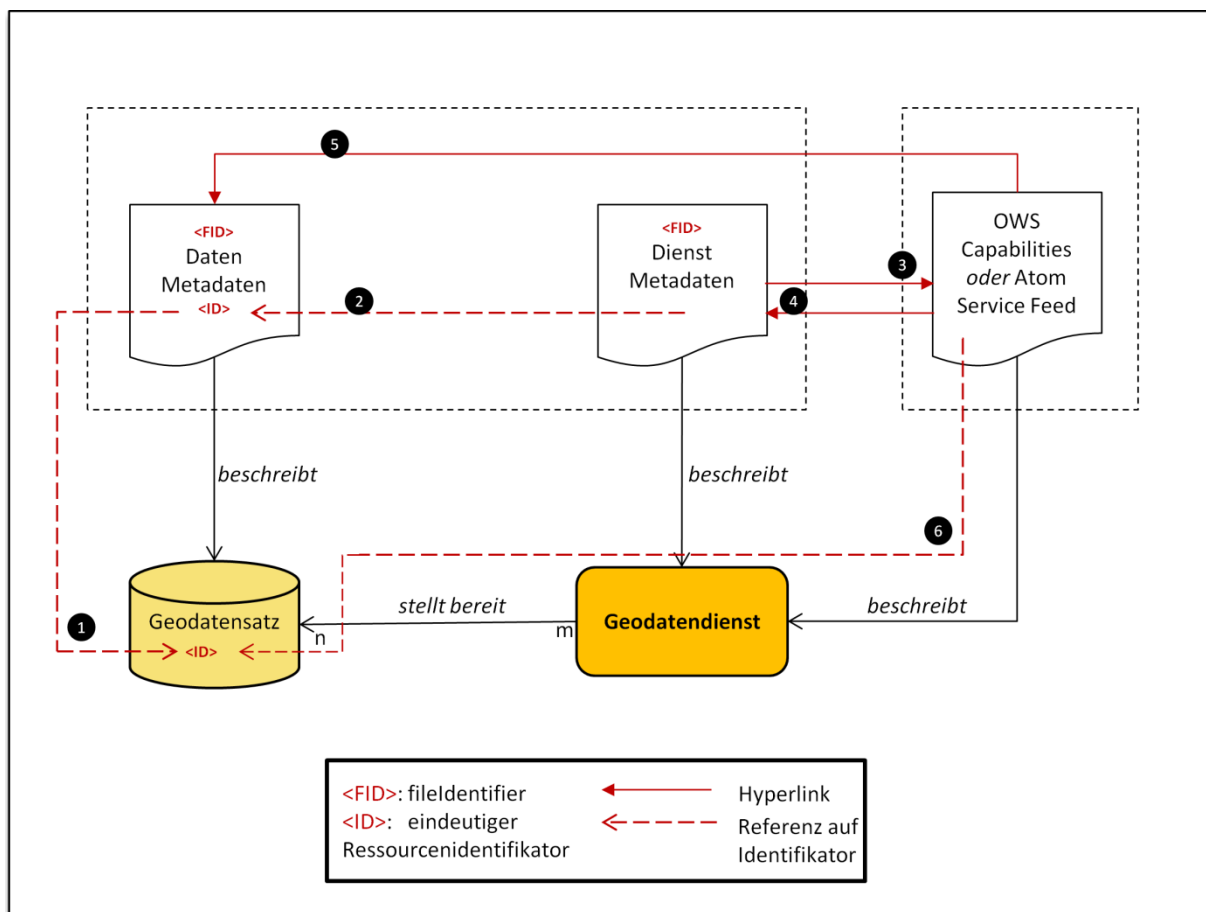 5
<FID>
Daten
Metadaten
<ID>
<FID>
Dienst
Metadaten
OWS
Capabilities
oder Atom
Service Feed
3
2
4
beschreibt
beschreibt
6
1
Geodatensatz
<ID>
n
stellt bereit
m
Geodatendienst
beschreibt
<FID>: fileIdentifier
<ID>: eindeutiger
Ressourcenidentifikator
Hyperlink
Referenz auf
Identifikator